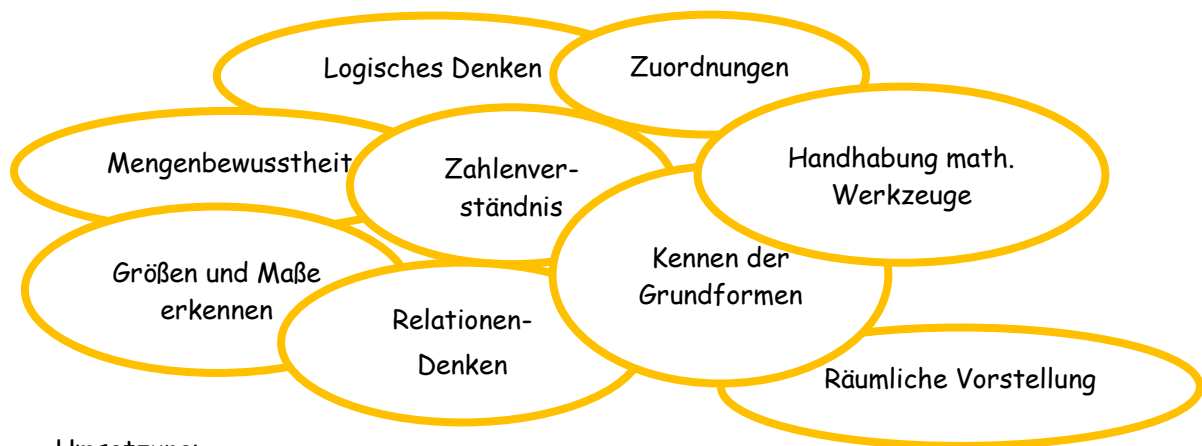 Logisches Denken
Zuordnungen
Mengenbewusstheit
Zahlenver-
ständnis
Handhabung math.
Werkzeuge
Größen und Maße
erkennen
Kennen der
Grundformen
Relationen-
Denken
Räumliche Vorstellung